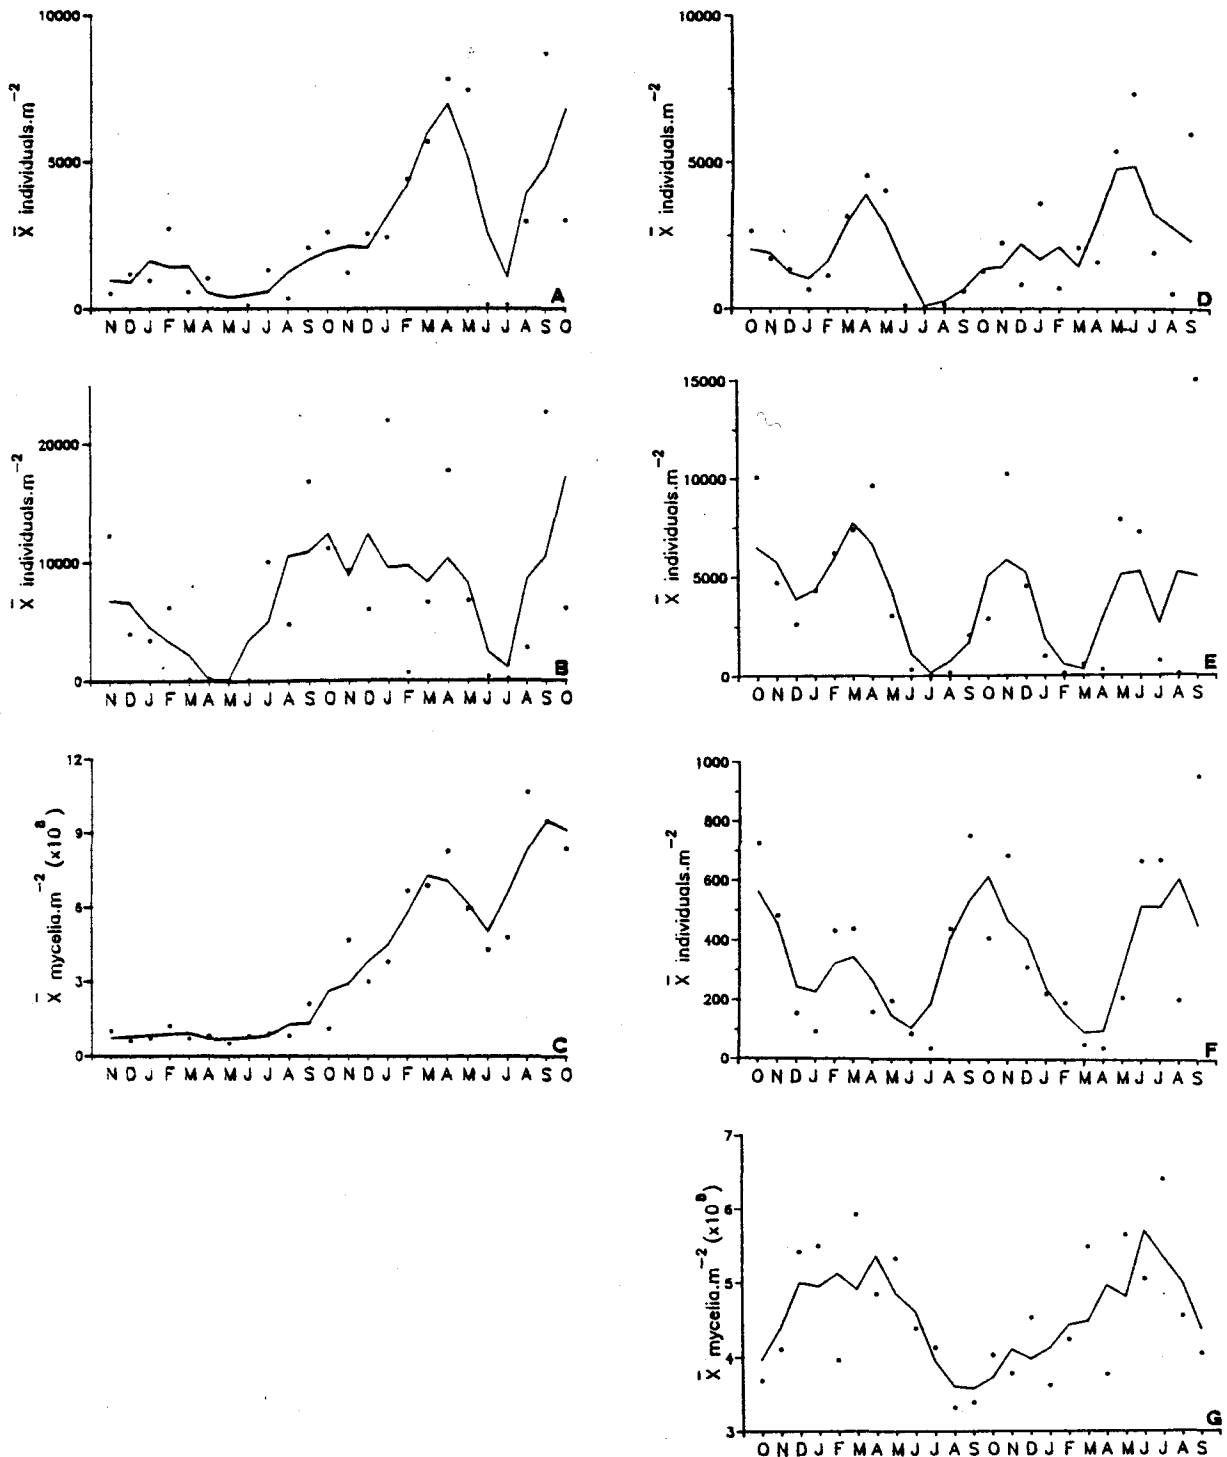 10000
5000
0
X̄ individuals.m⁻²
N D J F M A M J J A S O N D J F M A M J J A S O
A
20000
10000
0
X̄ individuals.m⁻²
N D J F M A M J J A S O N D J F M A M J J A S O
B
12
9
6
3
0
X̄ mycelia.m⁻² (x10⁸)
N D J F M A M J J A S O N D J F M A M J J A S O
C
10000
5000
0
X̄ individuals.m⁻²
O N D J F M A M J J A S O N D J F M A M J J A S
D
15000
10000
5000
0
X̄ individuals.m⁻²
O N D J F M A M J J A S O N D J F M A M J J A S
E
1000
800
600
400
200
0
X̄ individuals.m⁻²
O N D J F M A M J J A S O N D J F M A M J J A S
F
7
6
5
4
3
X̄ mycelia.m⁻² (x10⁸)
O N D J F M A M J J A S O N D J F M A M J J A S
G